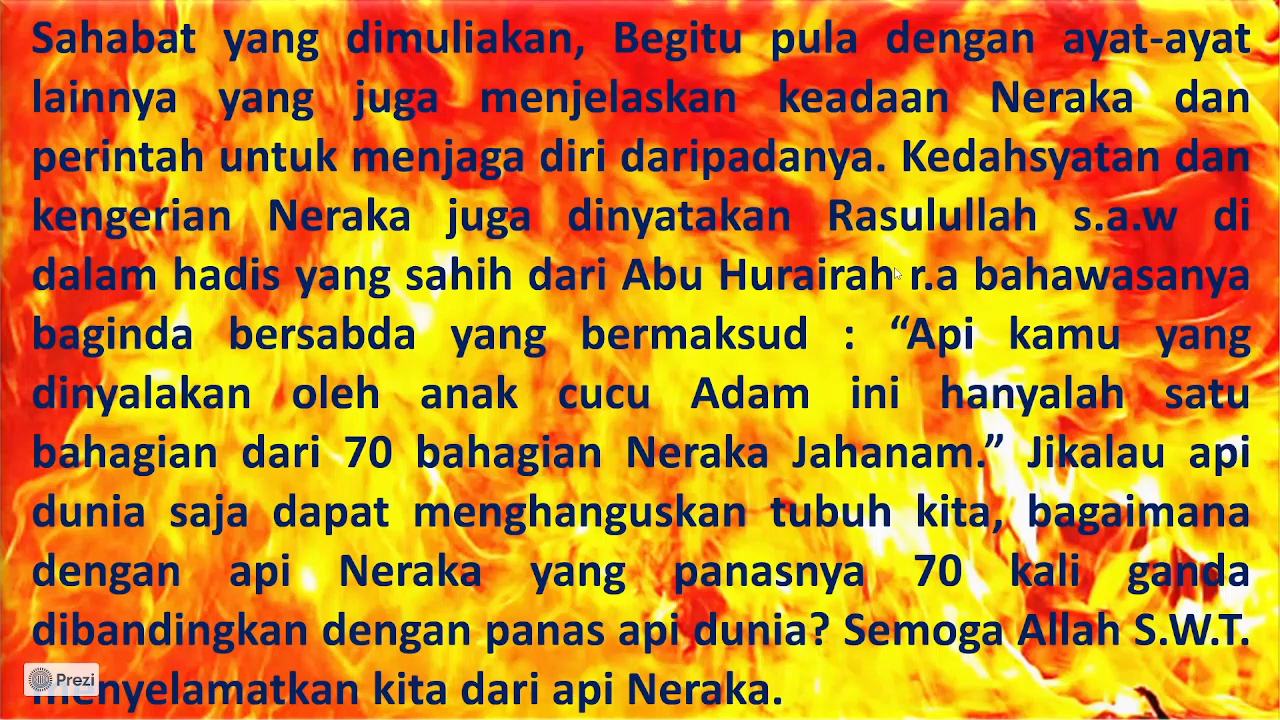 Sahabat yang dimuliakan, Begitu pula dengan ayat-ayat
lainnya yang juga menjelaskan keadaan Neraka dan
perintah untuk menjaga diri daripadanya. Kedahsyatan dan
kengerian Neraka juga dinyatakan Rasulullah s.a.w di
dalam hadis yang sahih dari Abu Hurairah r.a bahawasanya
baginda bersabda yang bermaksud : “Api kamu yang
dinyalakan oleh anak cucu Adam ini hanyalah satu
bahagian dari 70 bahagian Neraka Jahanam.” Jikalau api
dunia saja dapat menghanguskan tubuh kita, bagaimana
dengan api Neraka yang panasnya 70 kali ganda
dibandingkan dengan panas api dunia? Semoga Allah S.W.T.
menyelamatkan kita dari api Neraka.
Prezi